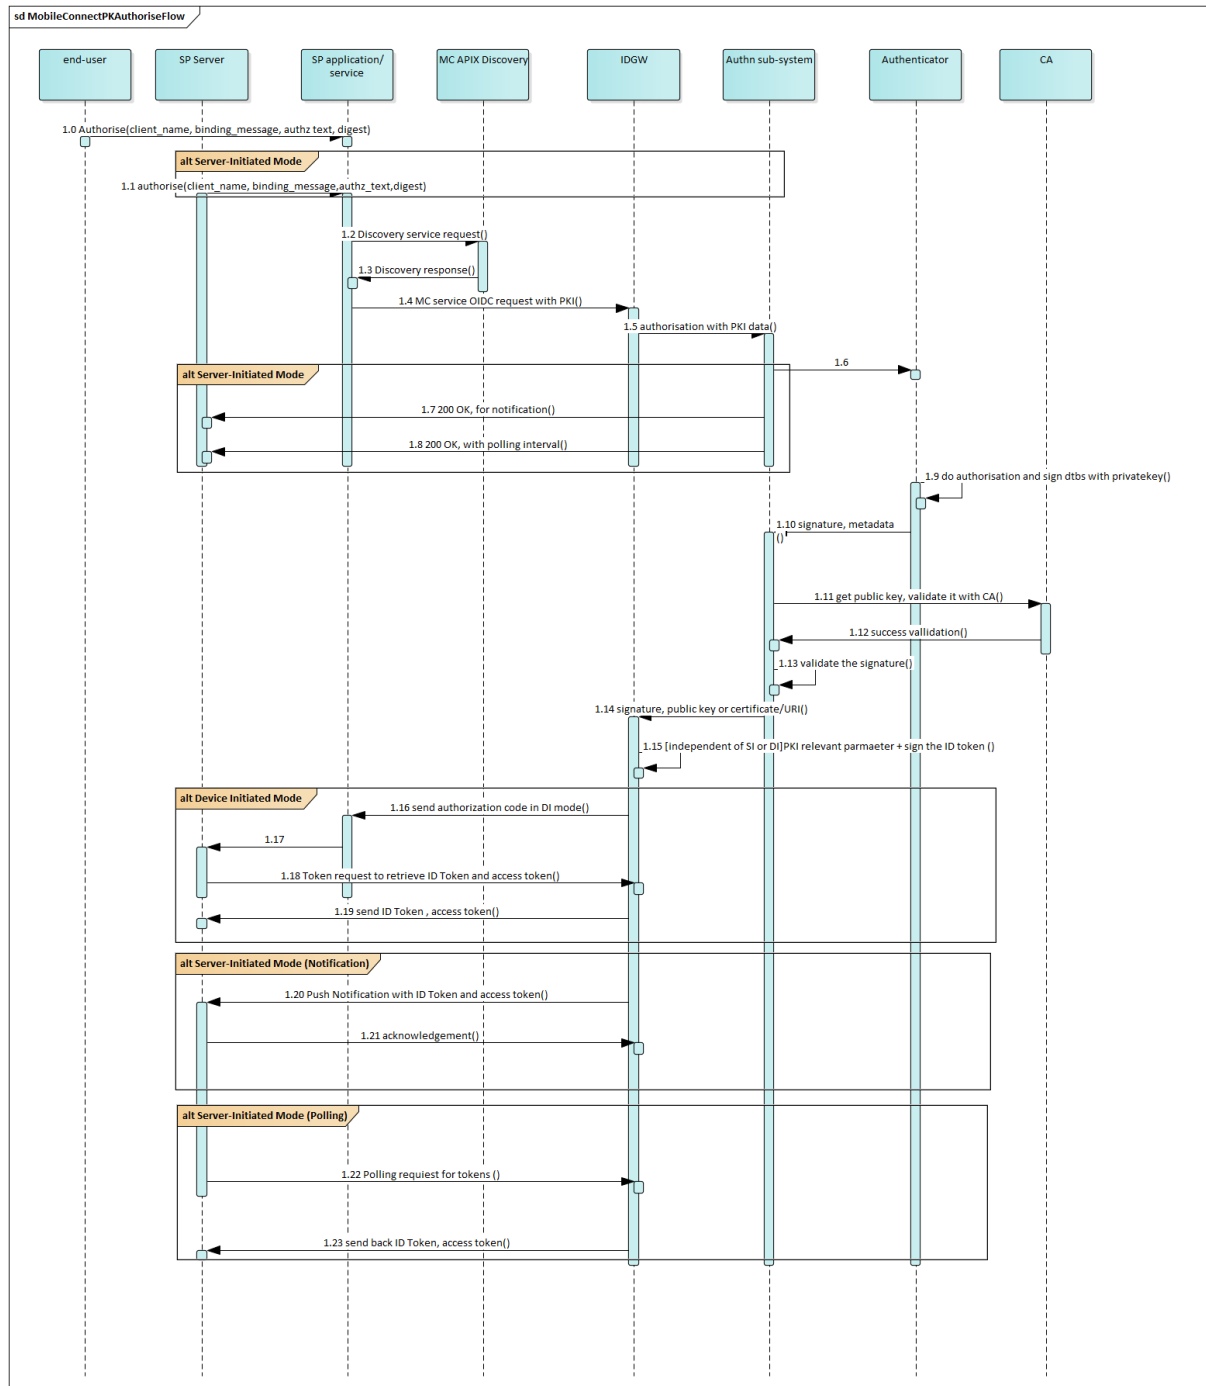 sd MobileConnectPKAuthoriseFlow
end-user
SP Server
SP application/
service
MC APIX Discovery
IDGW
Authn sub-system
Authenticator
CA
1.0 Authorise(client_name, binding_message, authz text, digest)
alt Server-Initiated Mode
1.1 authorise(client_name, binding_message,authz_text,digest)
1.2 Discovery service request()
1.3 Discovery response()
1.4 MC service OIDC request with PKI()
1.5 authorisation with PKI data()
alt Server-Initiated Mode
1.6
1.7 200 OK, for notification()
1.8 200 OK, with polling interval()
1.9 do authorisation and sign dtbs with privatekey()
1.10 signature, metadata
()
1.11 get public key, validate it with CA()
1.12 success vallidation()
1.13 validate the signature()
1.14 signature, public key or certificate/URI()
1.15 [independent of SI or DI]PKI relevant parmaeter + sign the ID token ()
alt Device Initiated Mode
1.16 send authorization code in DI mode()
1.17
1.18 Token request to retrieve ID Token and access token()
1.19 send ID Token , access token()
alt Server-Initiated Mode (Notification)
1.20 Push Notification with ID Token and access token()
1.21 acknowledgement()
alt Server-Initiated Mode (Polling)
1.22 Polling requiest for tokens ()
1.23 send back ID Token, access token()